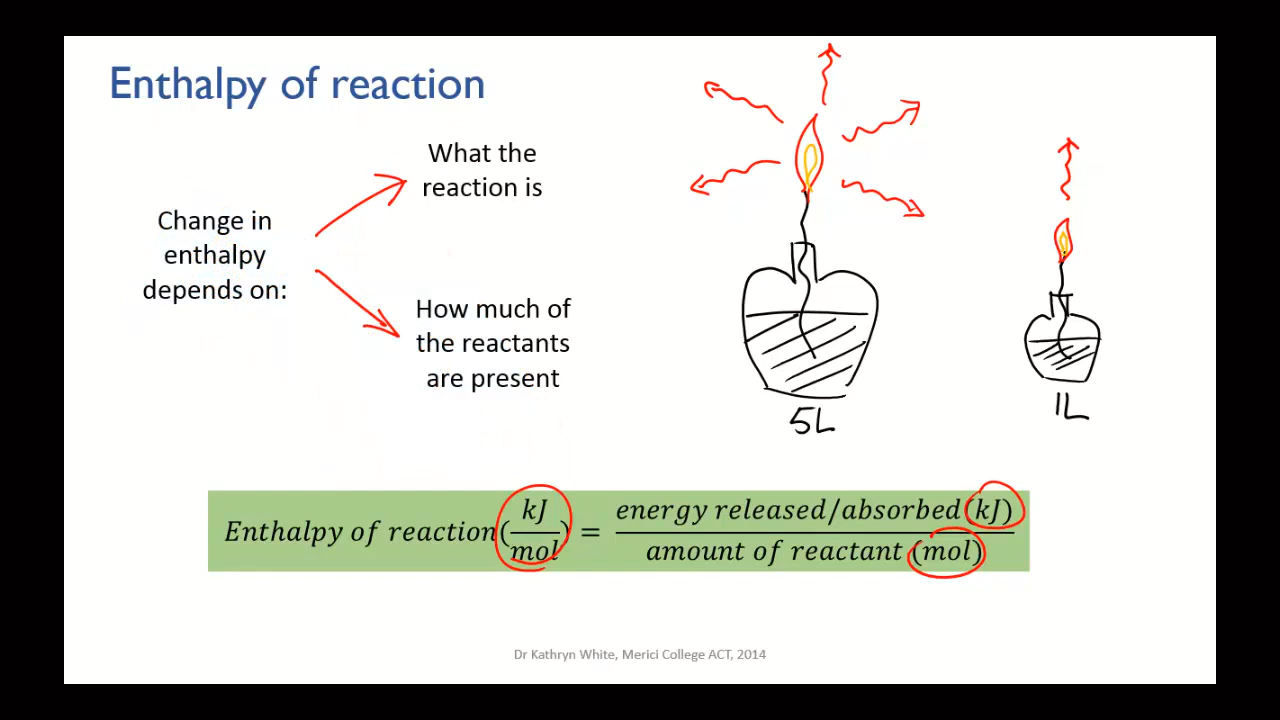 Enthalpy of reaction
What the
reaction is
Change in
enthalpy
depends on:
How much of
the reactants
are present
5L
1L
Enthalpy of reaction(kJ/mol) = energy released/absorbed(kJ)/amount of reactant (mol)
Dr Kathryn White, Merici College ACT, 2014